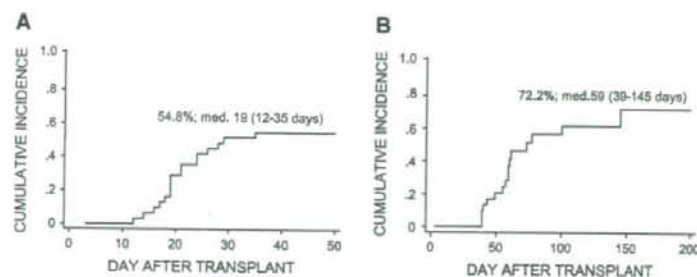 A
CUMULATIVE INCIDENCE
1.0
.8
.6
.4
.2
0
54.8%; med. 19 (12-35 days)
0 10 20 30 40 50
DAY AFTER TRANSPLANT
B
CUMULATIVE INCIDENCE
1.0
.8
.6
.4
.2
0
72.2%; med.59 (39-145 days)
0 50 100 150 200
DAY AFTER TRANSPLANT